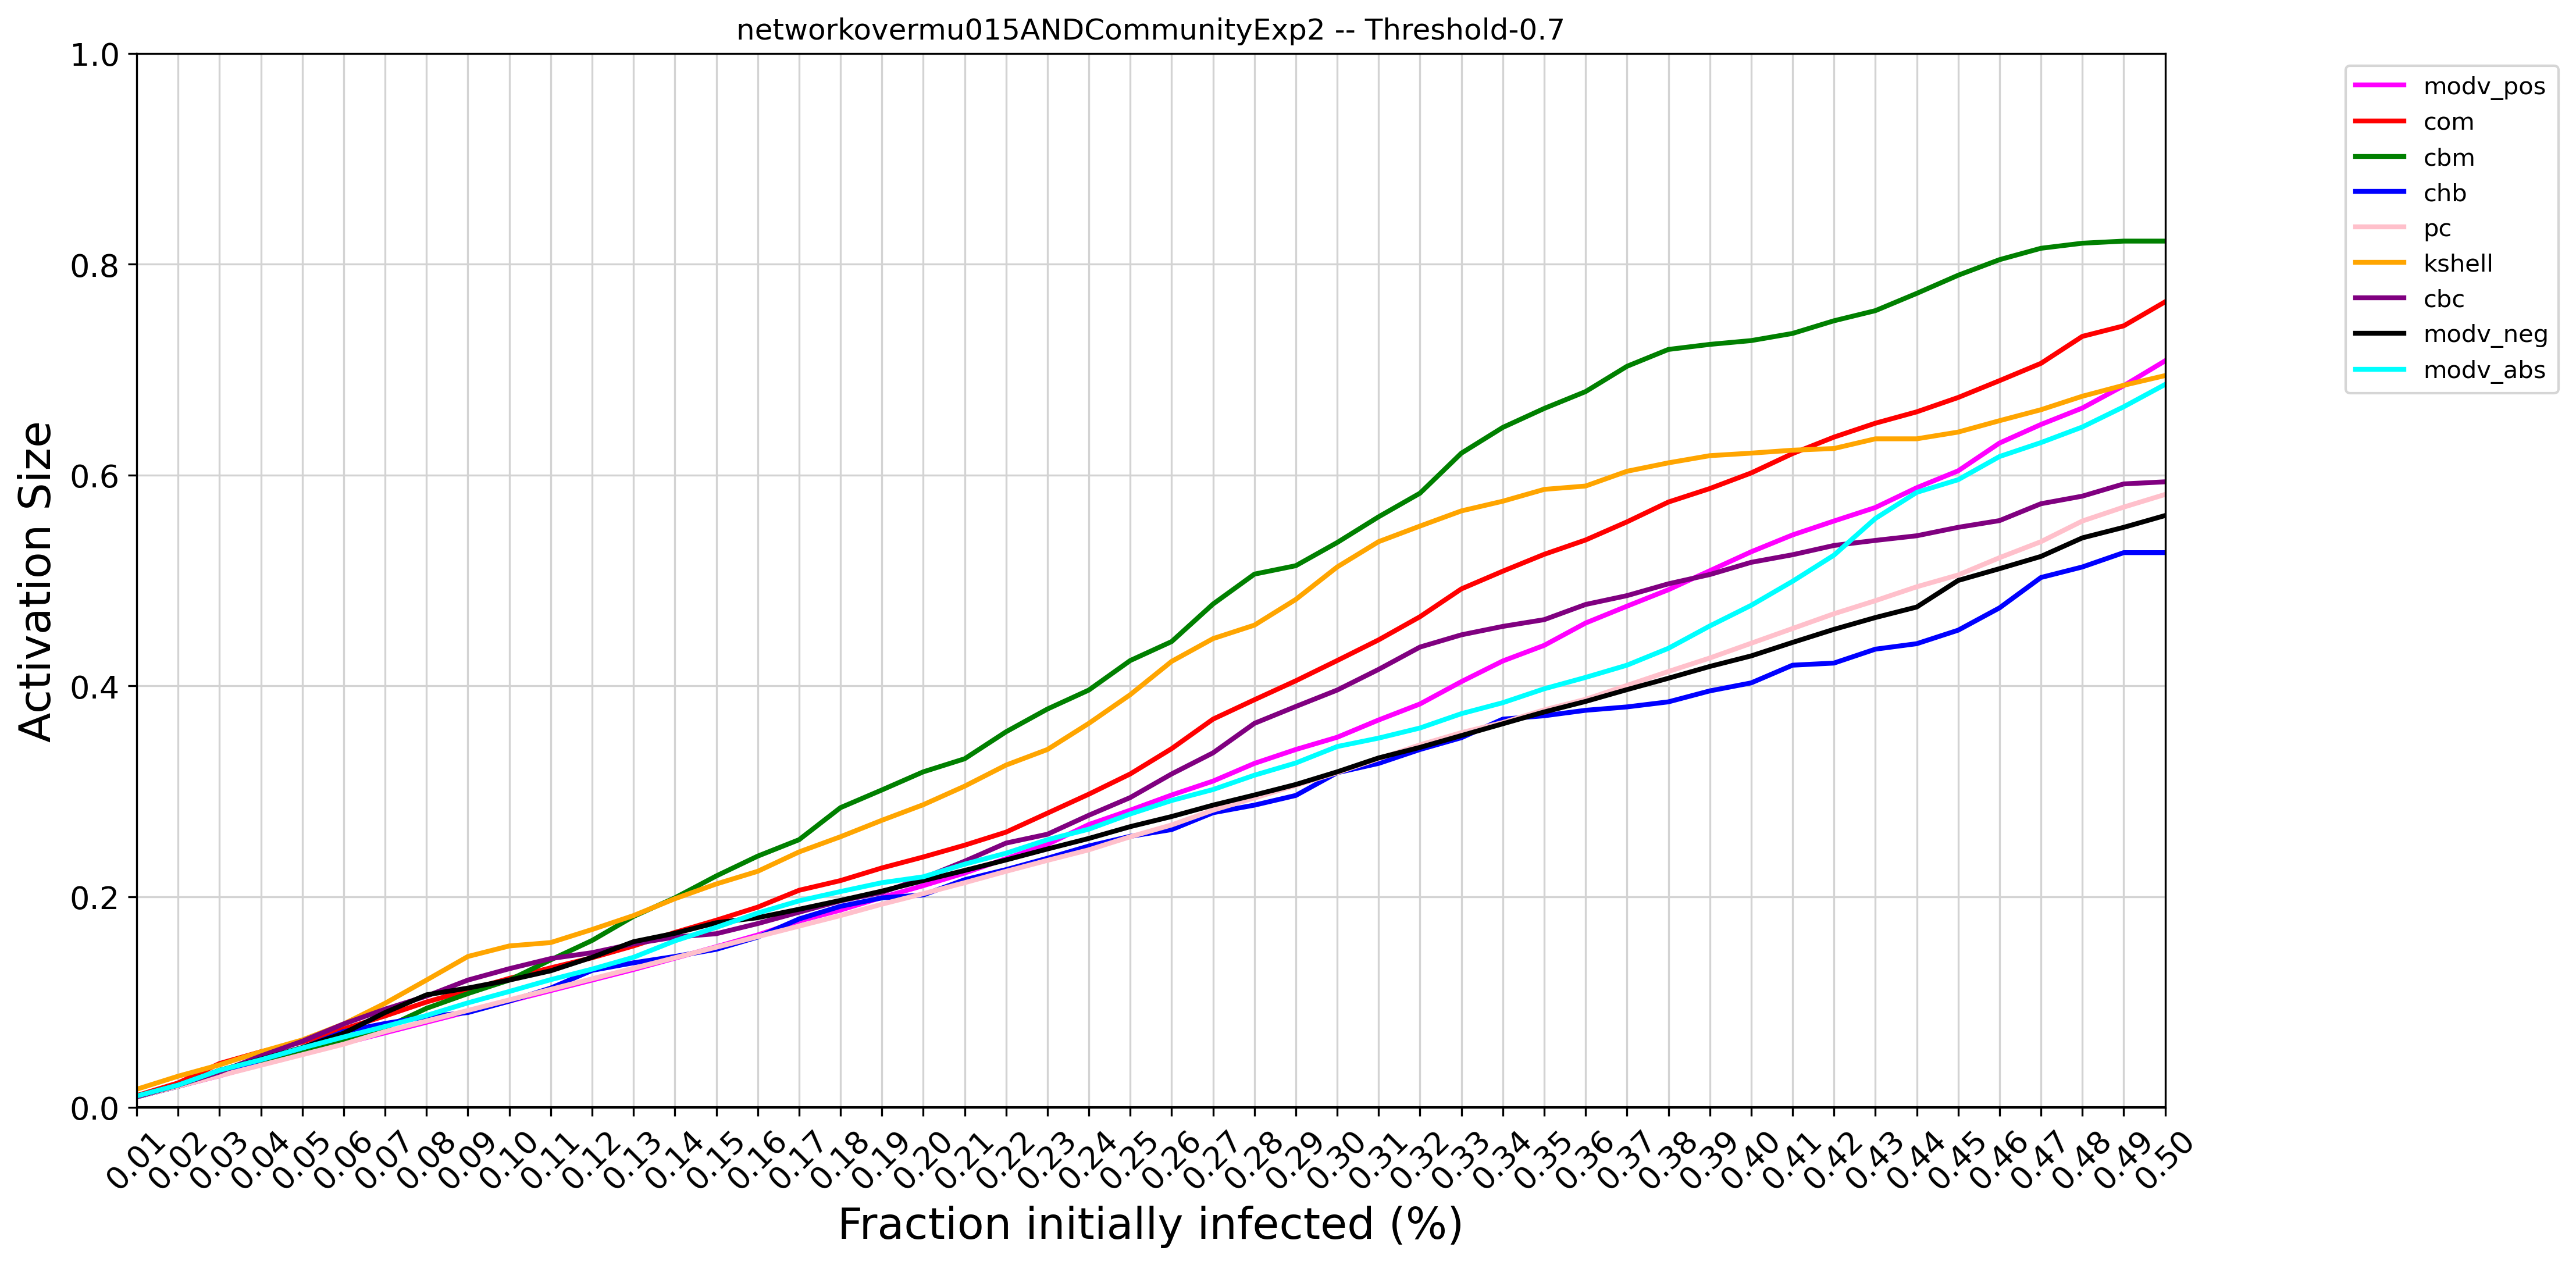 networkovermu015ANDCommunityExp2 -- Threshold-0.7
1.0
0.8
0.6
0.4
0.2
0.0
Activation Size
0.01 0.02 0.03 0.04 0.05 0.06 0.07 0.08 0.09 0.10 0.11 0.12 0.13 0.14 0.15 0.16 0.17 0.18 0.19 0.20 0.21 0.22 0.23 0.24 0.25 0.26 0.27 0.28 0.29 0.30 0.31 0.32 0.33 0.34 0.35 0.36 0.37 0.38 0.39 0.40 0.41 0.42 0.43 0.44 0.45 0.46 0.47 0.48 0.49 0.50
Fraction initially infected (%)
modv_pos
com
cbm
chb
pc
kshell
cbc
modv_neg
modv_abs